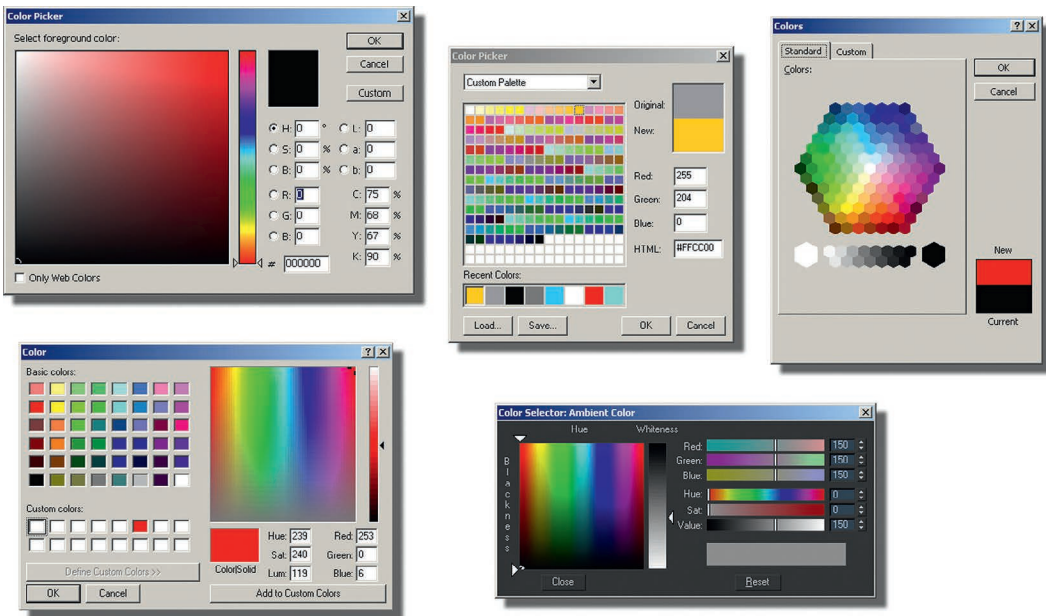 Color Picker
Select foreground color:
OK
Cancel
Custom
H: 0 °
S: 0 %
B: 0 %
R: 0
G: 0
B: 0
L: 0
a: 0
b: 0
C: 75 %
M: 68 %
Y: 67 %
K: 90 %
# 000000
Only Web Colors
Color Picker
Custom Palette
Original:
New:
Red: 255
Green: 204
Blue: 0
HTML: #FFCC00
Recent Colors:
Load... Save... OK Cancel
Colors
Standard Custom
Colors:
OK
Cancel
New
Current
Color
Basic colors:
Custom colors:
Define Custom Colors >>
OK Cancel
Color|Solid
Hue: 239 Red: 253
Sat: 240 Green: 0
Lum: 119 Blue: 6
Add to Custom Colors
Color Selector: Ambient Color
Hue Whiteness
Blackness
Red: 150
Green: 150
Blue: 150
Hue: 0
Sat: 0
Value: 150
Close Reset